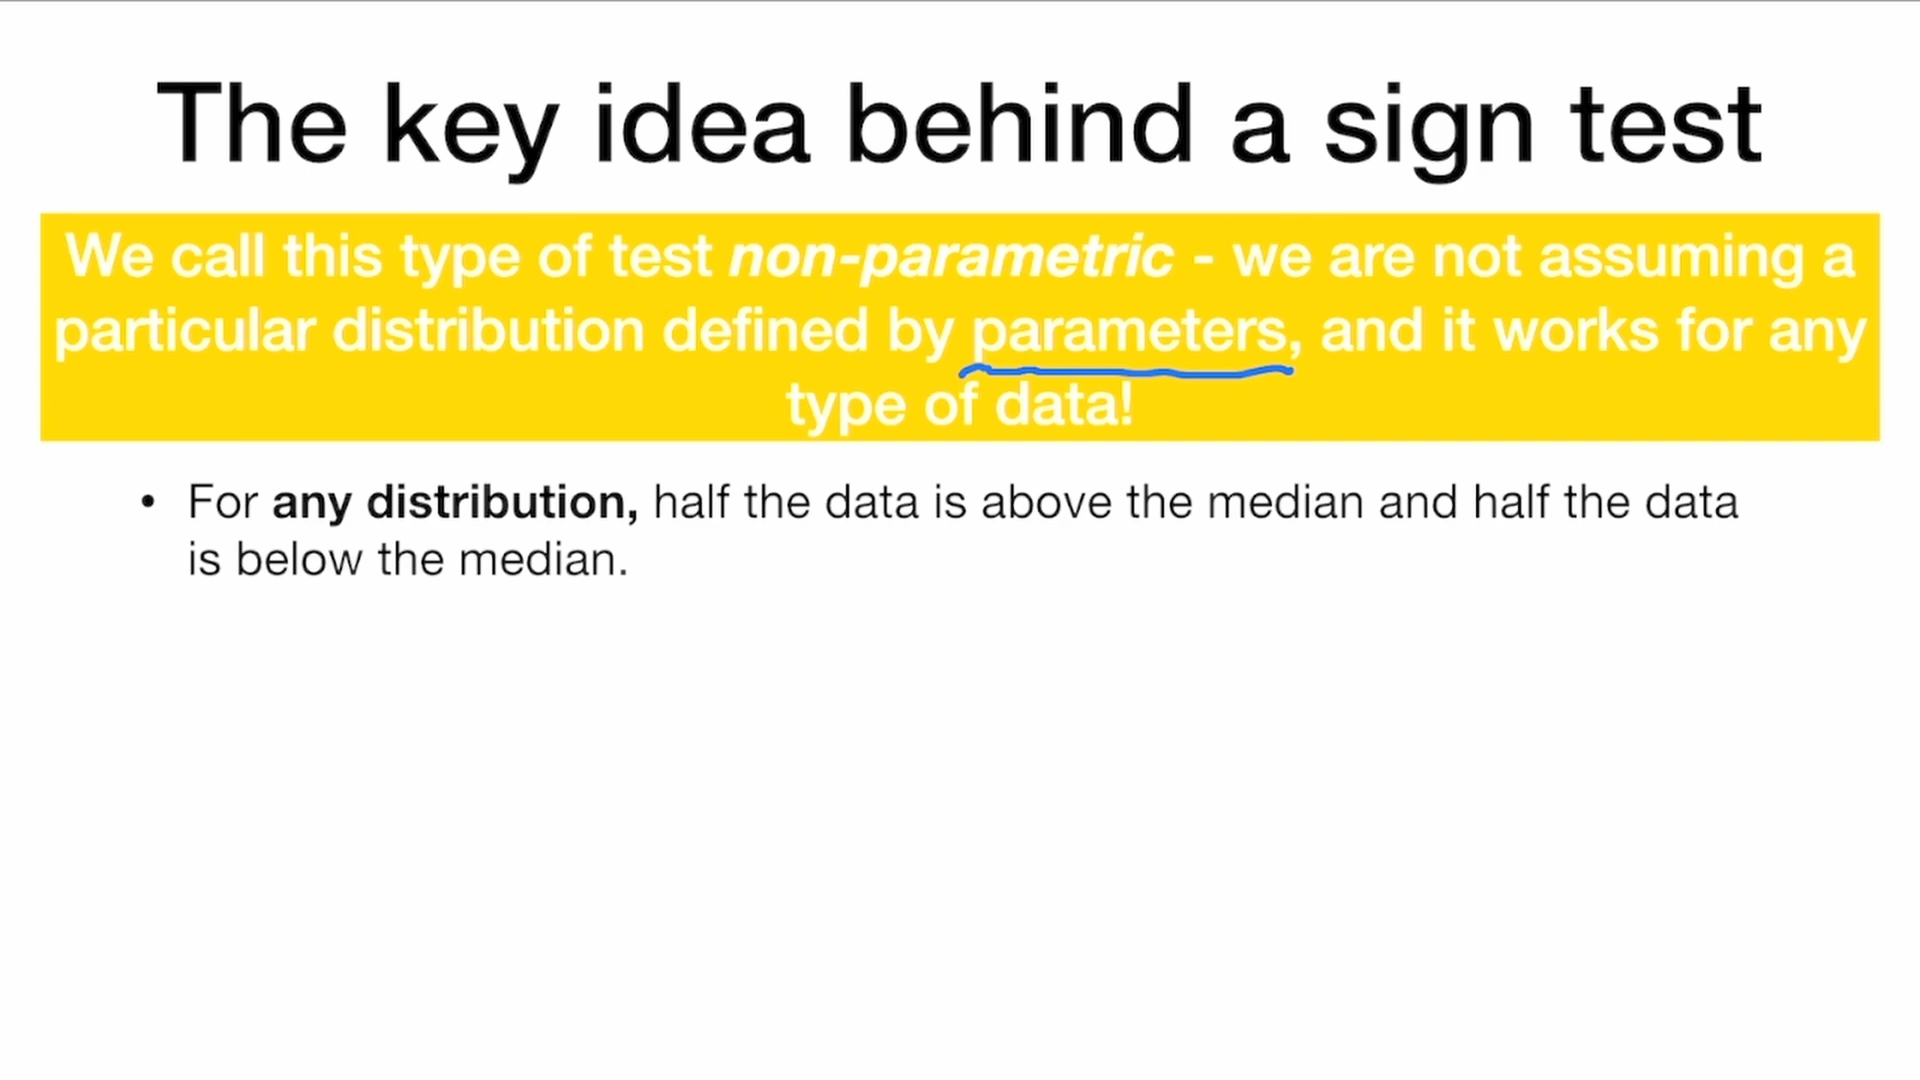 The key idea behind a sign test
We call this type of test non-parametric - we are not assuming a
particular distribution defined by parameters, and it works for any
type of data!
• For any distribution, half the data is above the median and half the data
is below the median.